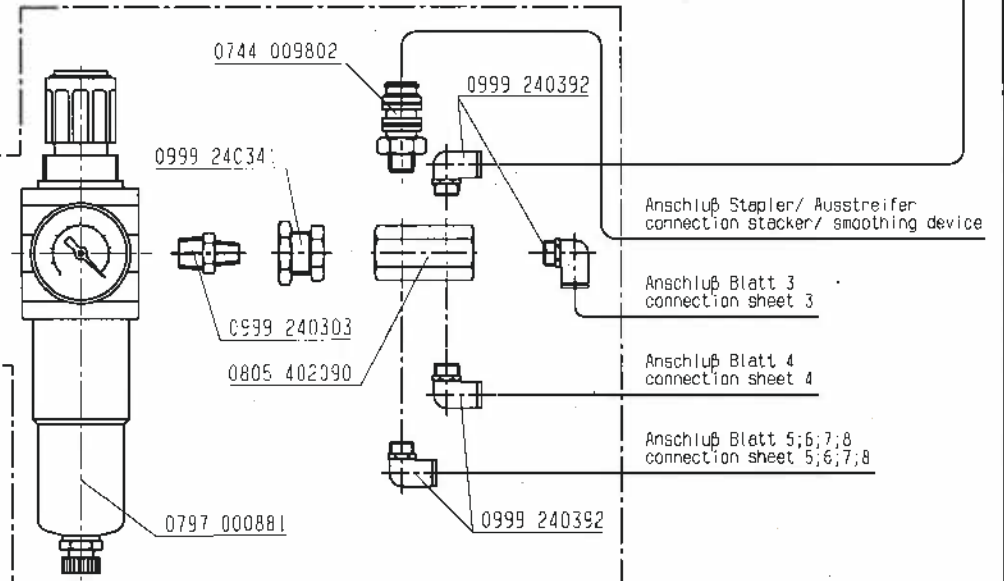 0744 009802
0999 240392
0999 240341
Anschluß Stapler/ Ausstreifer
connection stacker/ smoothing device
Anschluß Blatt 3
connection sheet 3
0999 240303
0805 402090
Anschluß Blatt 4
connection sheet 4
Anschluß Blatt 5;6;7;8
connection sheet 5;6;7;8
0797 000881
0999 240392